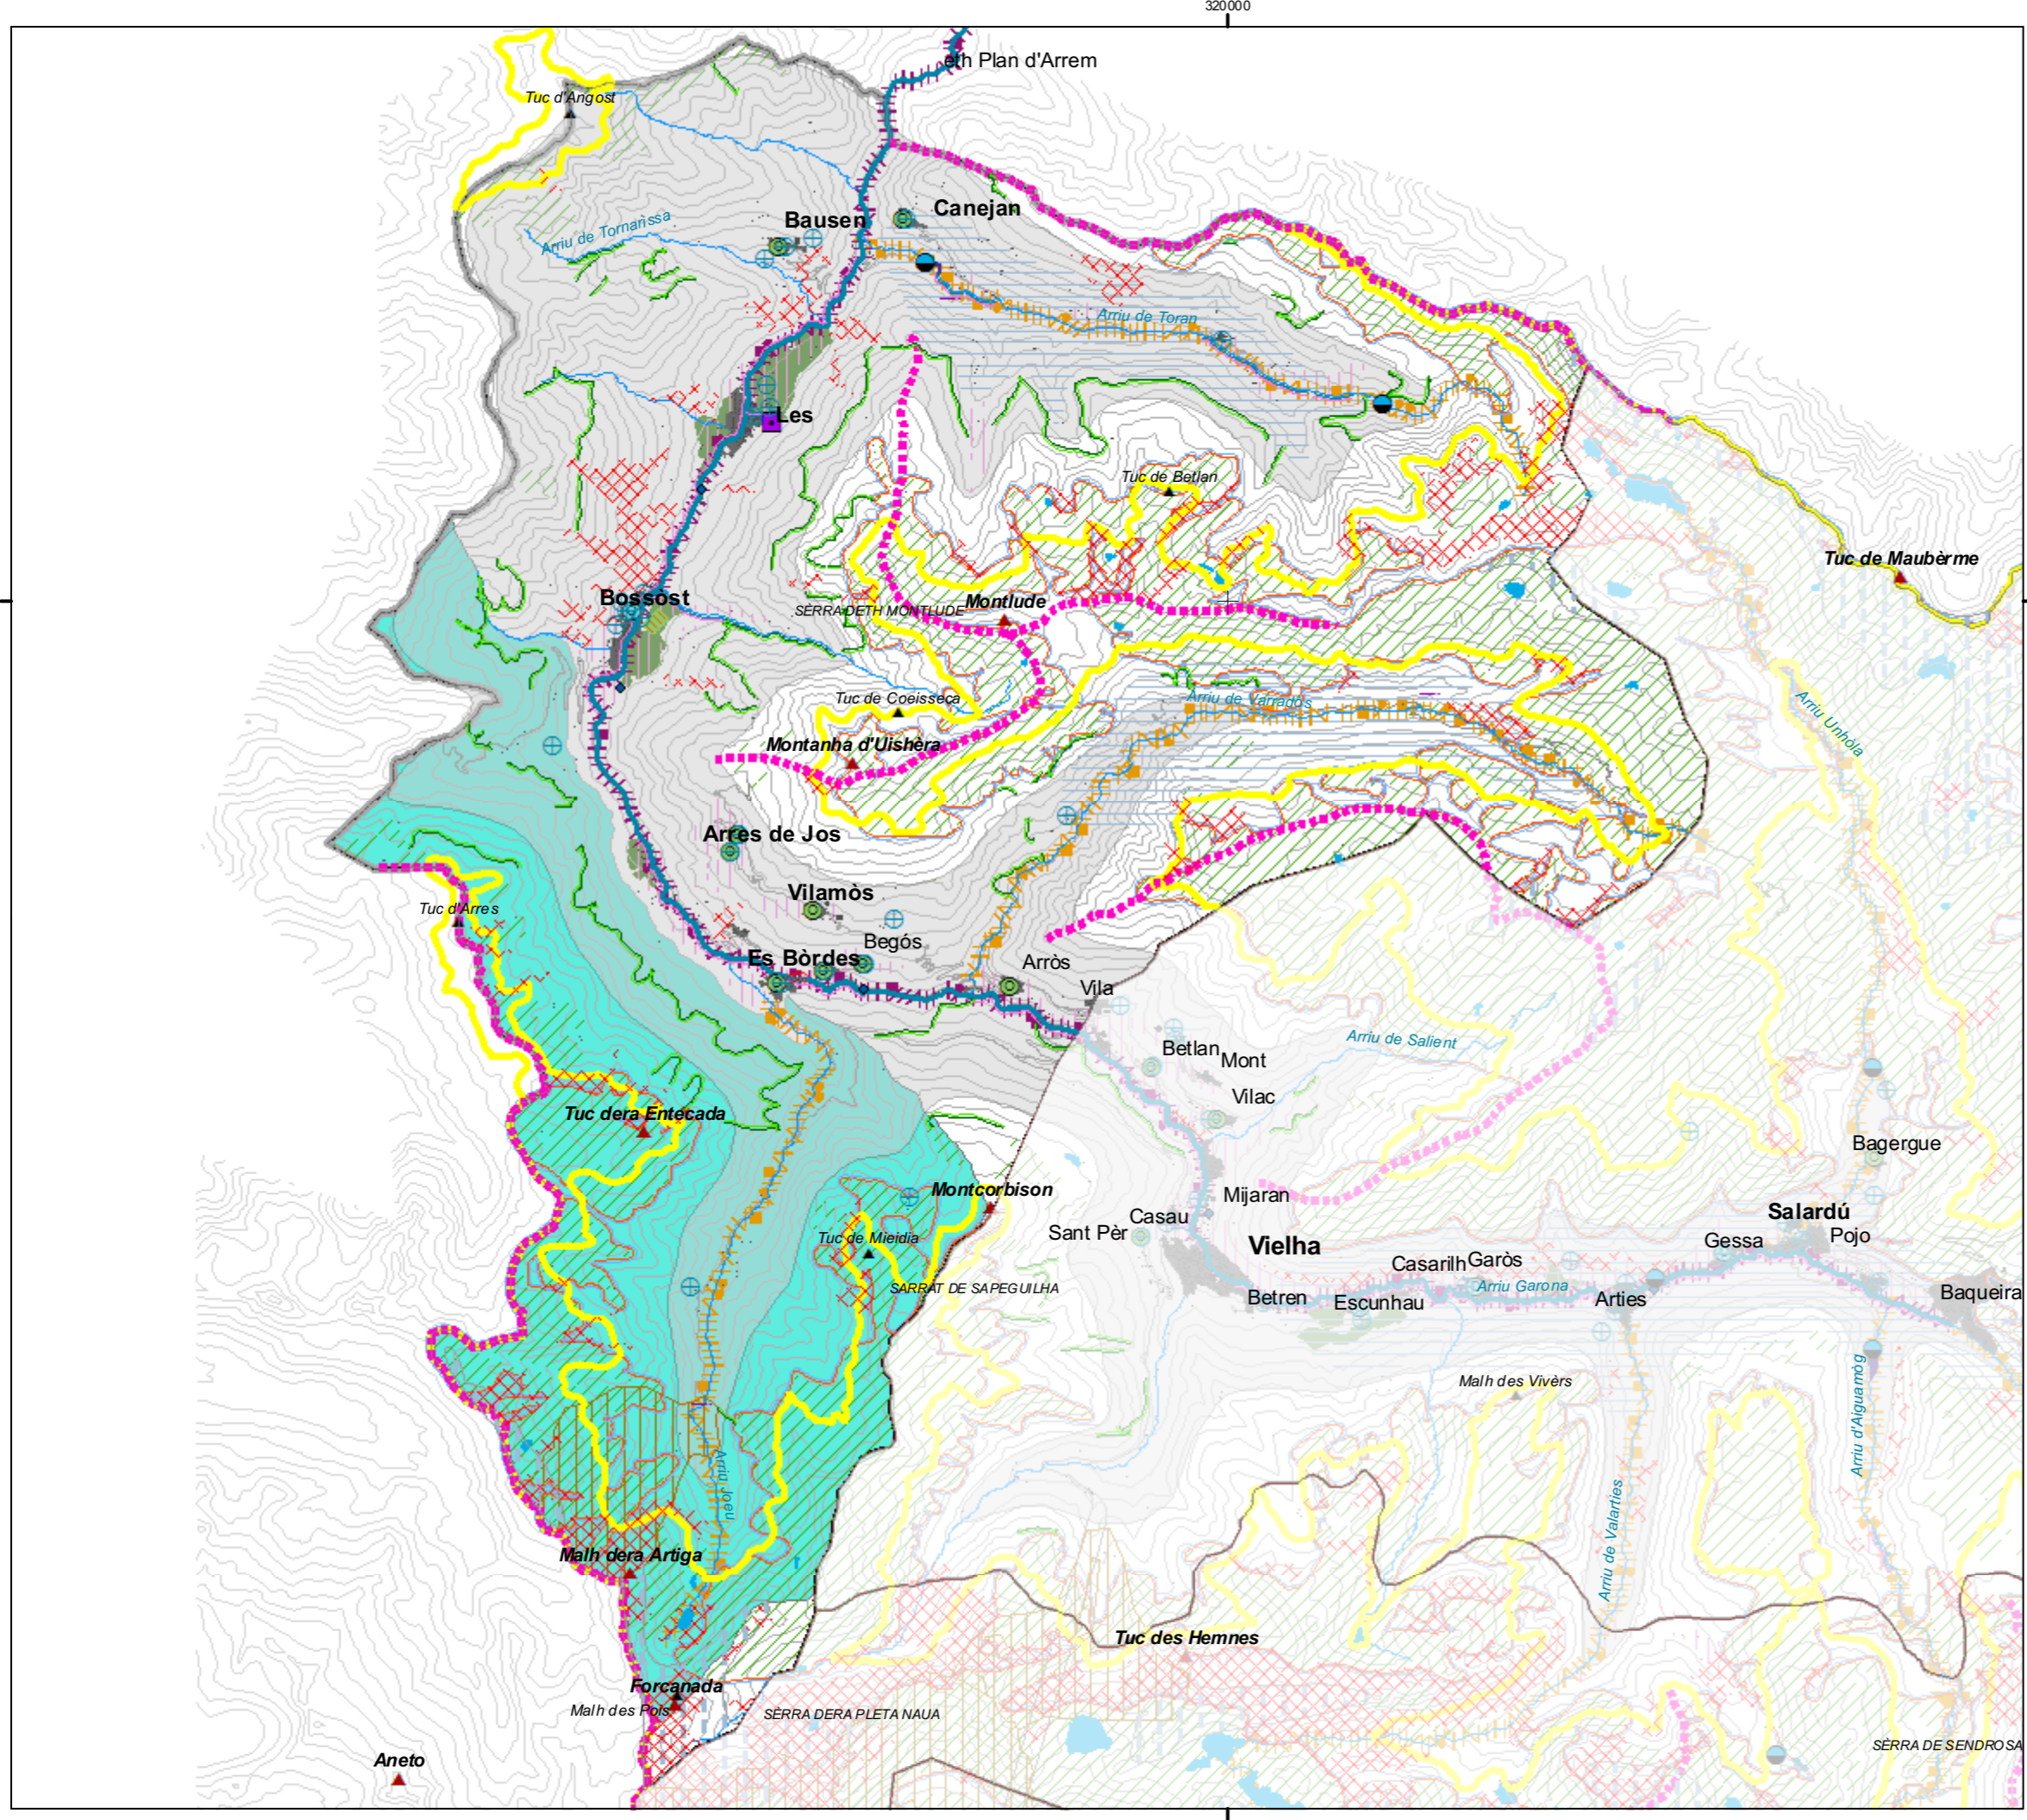 320000
eth Plan d'Arrem
Tuc d'Angost
Bausen
Canejan
Arriu de Tornarissa
Arriu de Toran
Les
Tuc de Betlan
Tuc de Maubèrme
Bossòst
SÈRRA DETH MONTLUDE
Montlude
Arriu de Varradòs
Arriu Unhòla
Tuc de Coeisseca
Montanha d'Uishèra
Arres de Jos
Vilamòs
Tuc d'Arres
Begós
Es Bòrdes
Arròs
Vila
Arriu de Salient
Betlan
Mont
Vilac
Tuc dera Entecada
Bagergue
Montcorbison
Mijaran
Casau
Sant Pèr
Salardú
Pojo
Gessa
Tuc de Mieidia
Vielha
Casarilh
Garòs
SARRAT DE SAPEGUILHA
Arriu Garona
Betren
Escunhau
Arties
Baqueira
Malh des Vivèrs
Arriu d'Aiguamòg
Arriu Joeu
Arriu de Valarties
Malh dera Artiga
Tuc des Hemnes
Forcanada
Malh des Pois
SÈRRA DERA PLETA NAUA
SÈRRA DE SENDROSA
Aneto